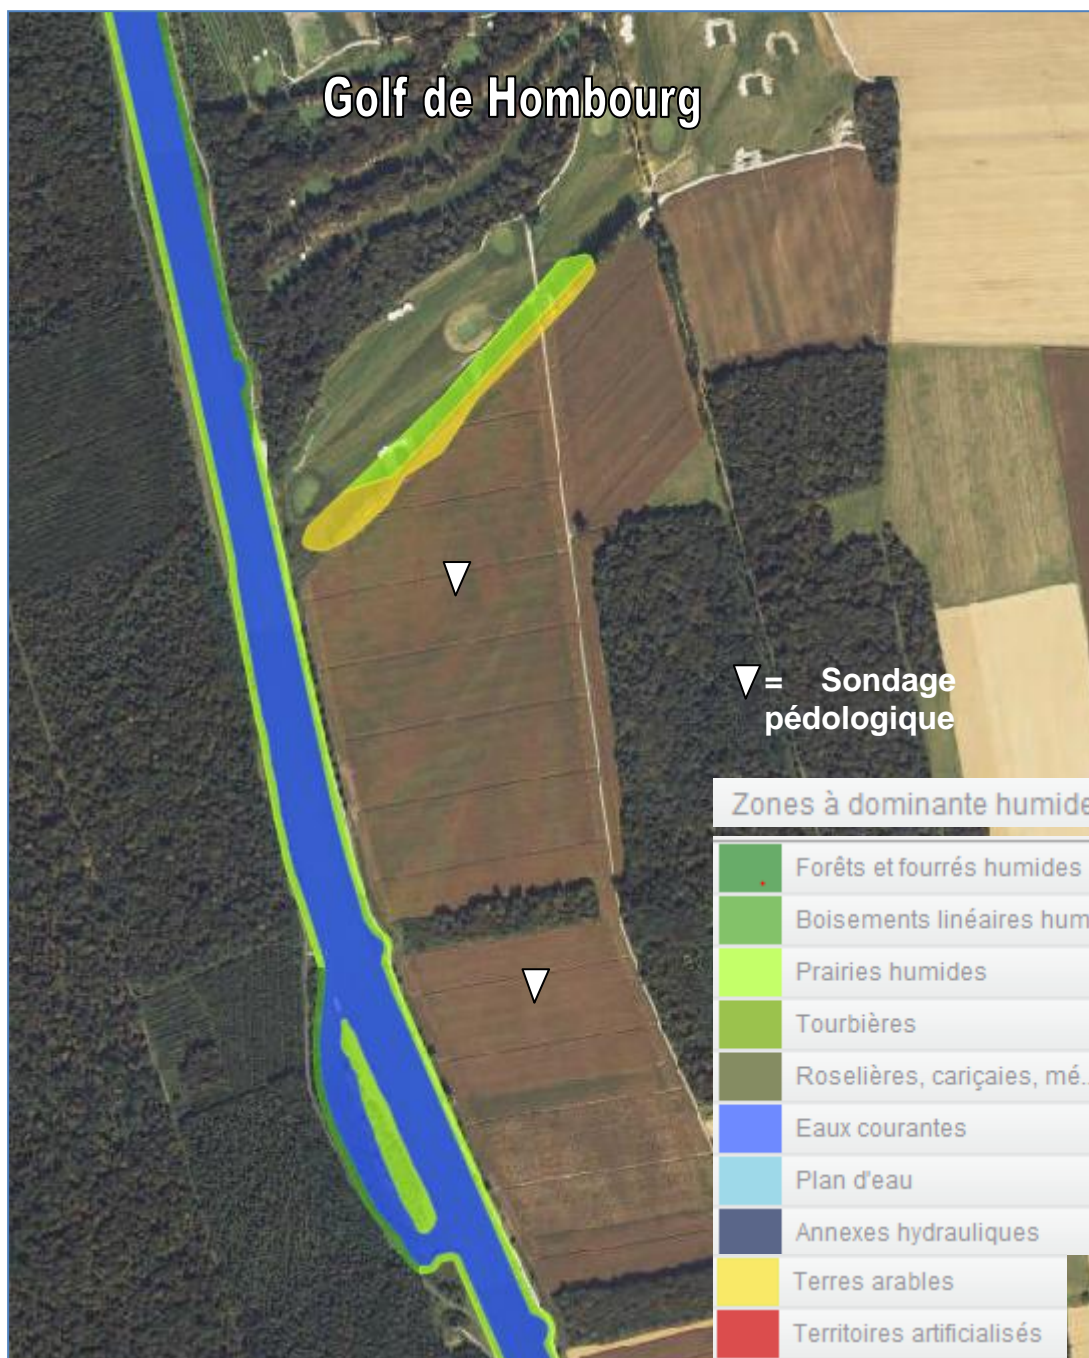 Golf de Hombourg
= Sondage
pédologique
Zones à dominante humide
Forêts et fourrés humides
Boisements linéaires hum
Prairies humides
Tourbières
Roselières, cariçaies, mé..
Eaux courantes
Plan d'eau
Annexes hydrauliques
Terres arables
Territoires artificialisés